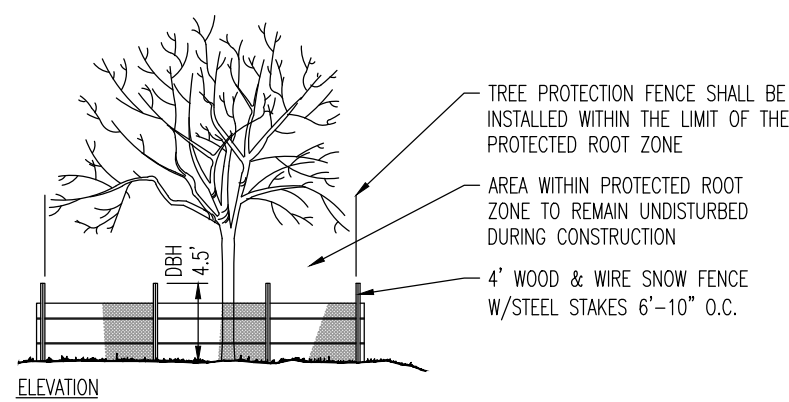 TREE PROTECTION FENCE SHALL BE
INSTALLED WITHIN THE LIMIT OF THE
PROTECTED ROOT ZONE
AREA WITHIN PROTECTED ROOT
ZONE TO REMAIN UNDISTURBED
DURING CONSTRUCTION
DBH
4.5'
4' WOOD & WIRE SNOW FENCE
W/STEEL STAKES 6'-10" O.C.
ELEVATION